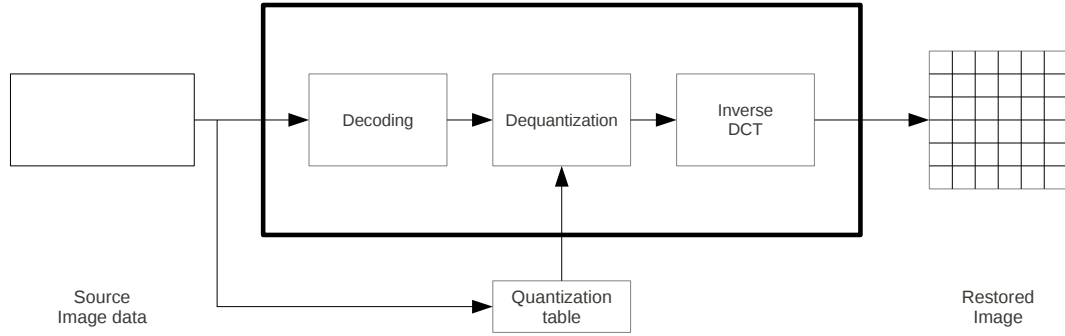 Decoding
Dequantization
Inverse
DCT
Source
Image data
Quantization
table
Restored
Image